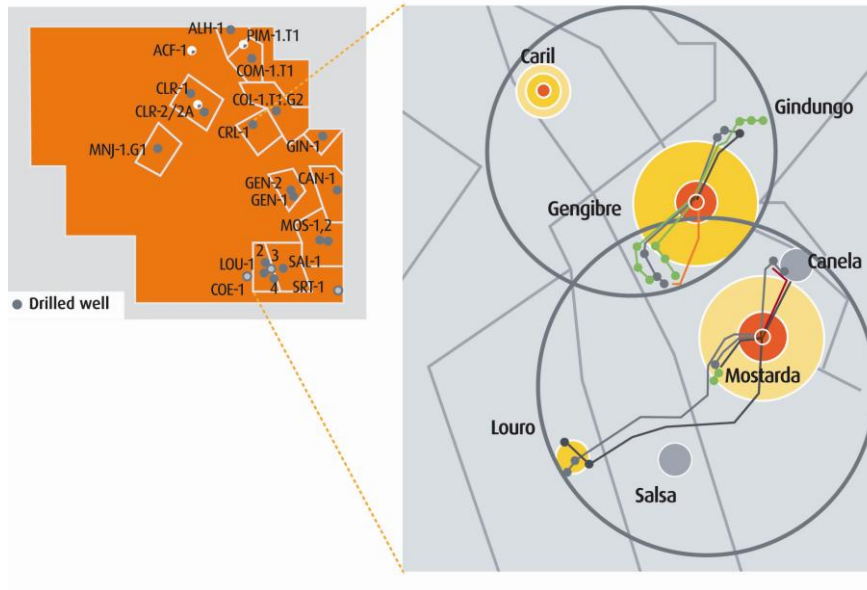 ALH-1
PIM-1.T1
ACF-1
COM-1.T1
CLR-1
COL-1.T1.G2
CLR-2/2A
CRL-1
MNJ-1.G1
GIN-1
GEN-2
CAN-1
GEN-1
MOS-1,2
LOU-1
2
3
SAL-1
COE-1
4
SRT-1
Drilled well
Caril
Gindungo
Gengibre
Canela
Mostarda
Louro
Salsa